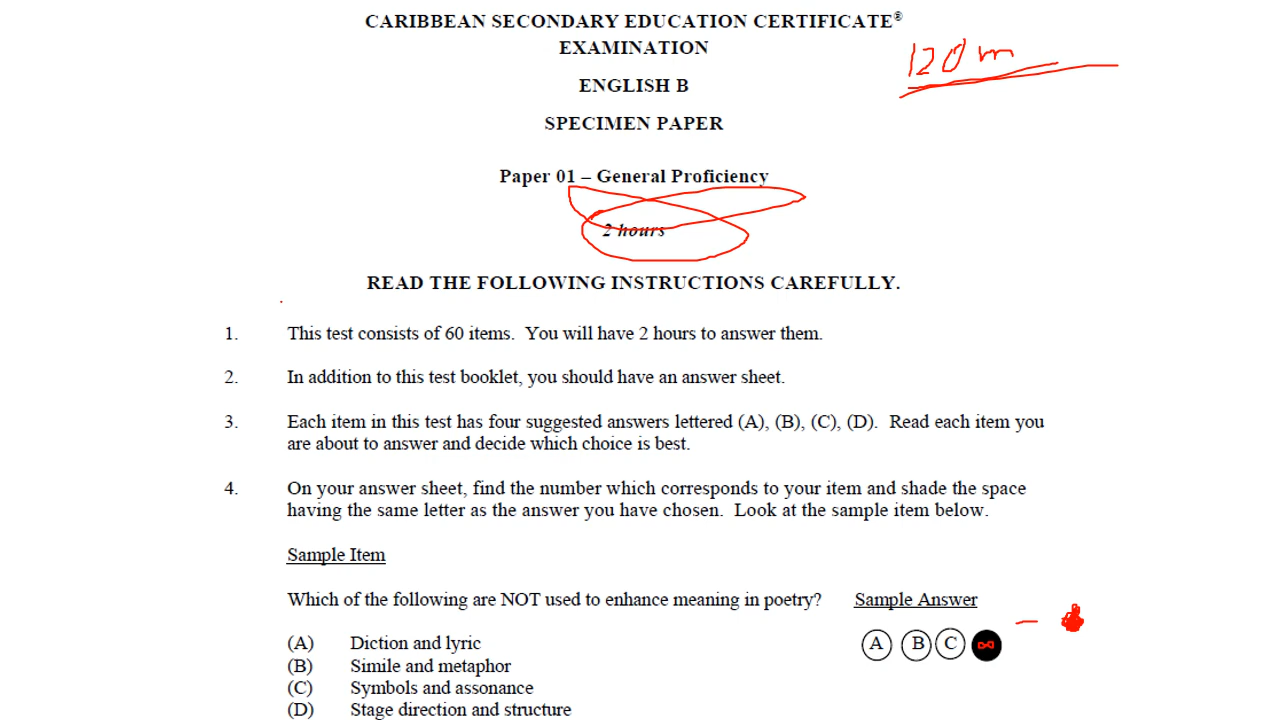 CARIBBEAN SECONDARY EDUCATION CERTIFICATE®
EXAMINATION
120 m
ENGLISH B
SPECIMEN PAPER
Paper 01 – General Proficiency
2 hours
READ THE FOLLOWING INSTRUCTIONS CAREFULLY.
1. This test consists of 60 items. You will have 2 hours to answer them.
2. In addition to this test booklet, you should have an answer sheet.
3. Each item in this test has four suggested answers lettered (A), (B), (C), (D). Read each item you
are about to answer and decide which choice is best.
4. On your answer sheet, find the number which corresponds to your item and shade the space
having the same letter as the answer you have chosen. Look at the sample item below.
Sample Item
Which of the following are NOT used to enhance meaning in poetry? Sample Answer
(A) Diction and lyric A B C
(B) Simile and metaphor
(C) Symbols and assonance
(D) Stage direction and structure